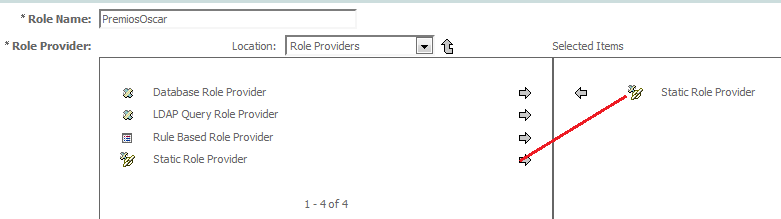 * Role Name: PremiosOscar
* Role Provider: Location: Role Providers Selected Items
Database Role Provider Static Role Provider
LDAP Query Role Provider
Rule Based Role Provider
Static Role Provider
1 - 4 of 4